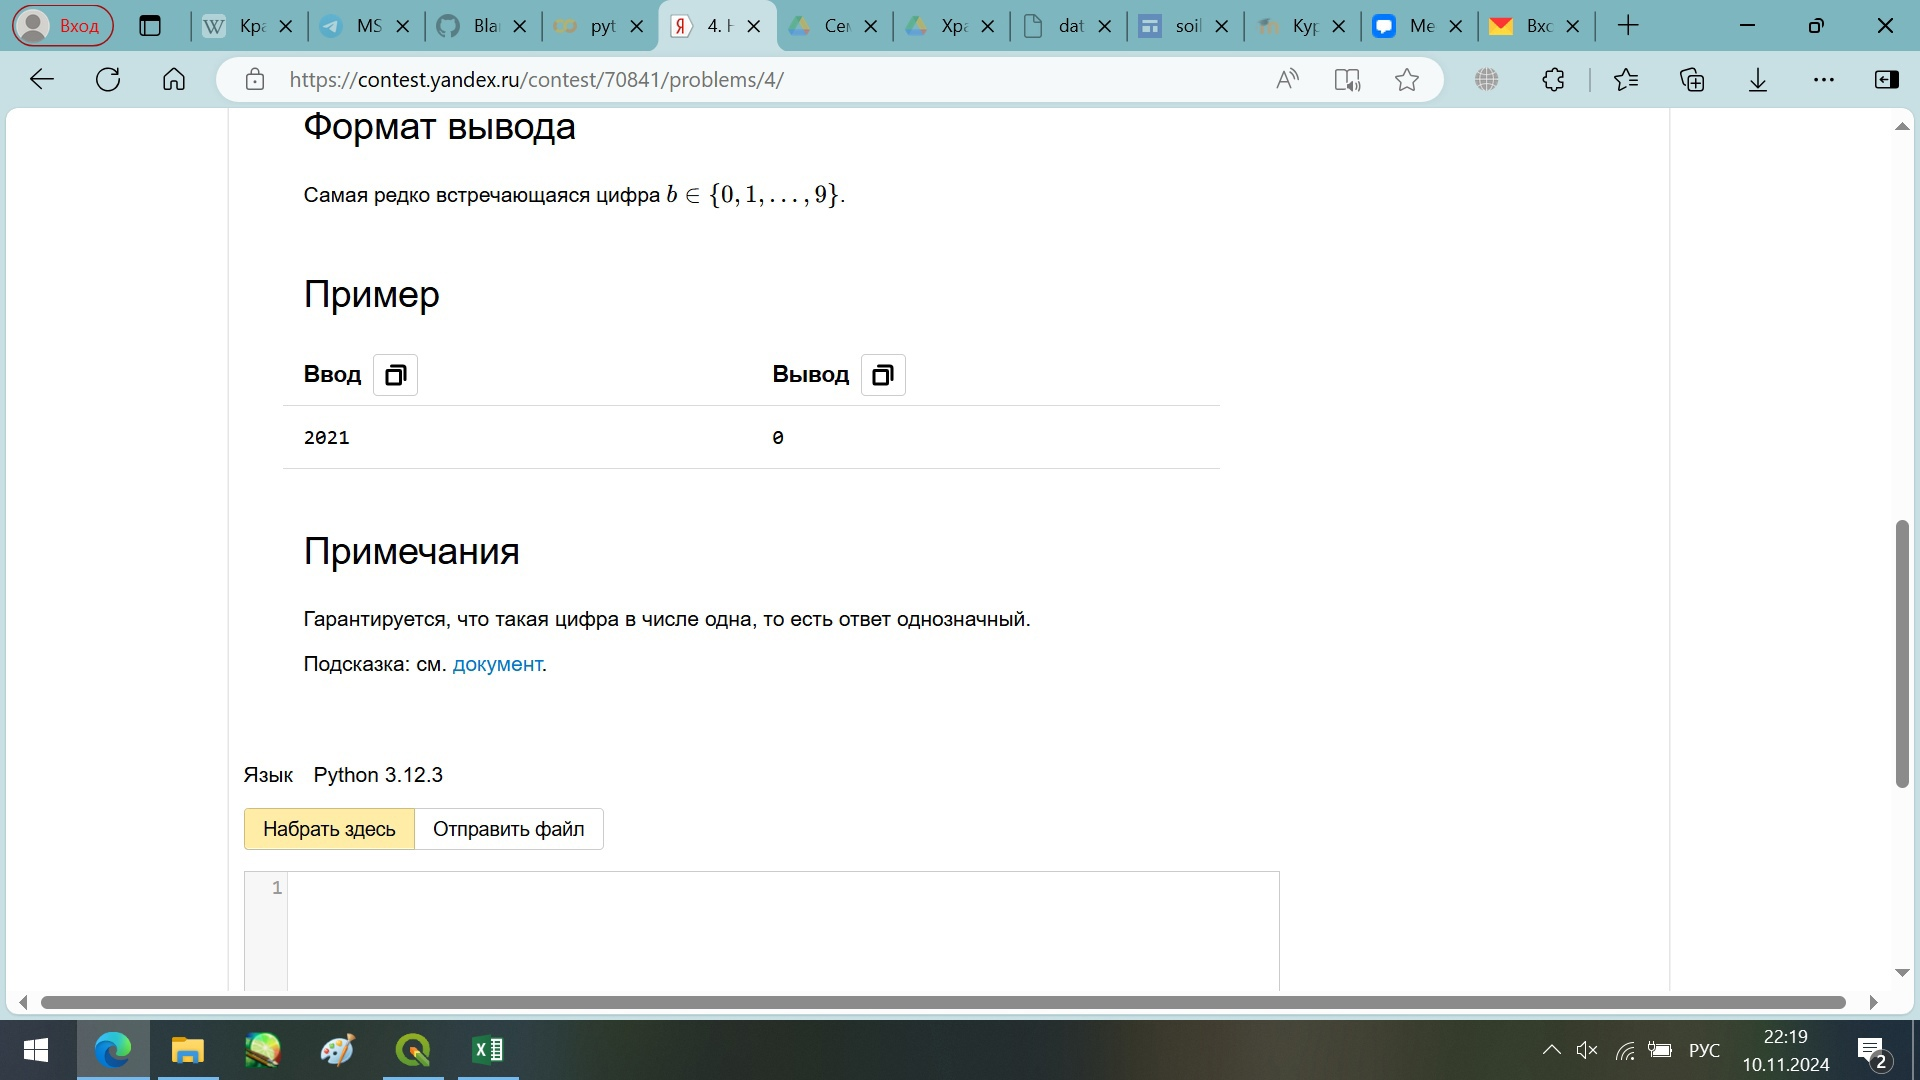 Вход
Кра
MS
Bla
pyt
4. Н
Сем
Хра
dat
soil
Кур
Me
Вхо
https://contest.yandex.ru/contest/70841/problems/4/
Формат вывода
Самая редко встречающаяся цифра b ∈ {0, 1, . . . , 9}.
Пример
Ввод
Вывод
2021
0
Примечания
Гарантируется, что такая цифра в числе одна, то есть ответ однозначный.
Подсказка: см. документ.
Язык Python 3.12.3
Набрать здесь
Отправить файл
1
РУС
22:19
10.11.2024
2